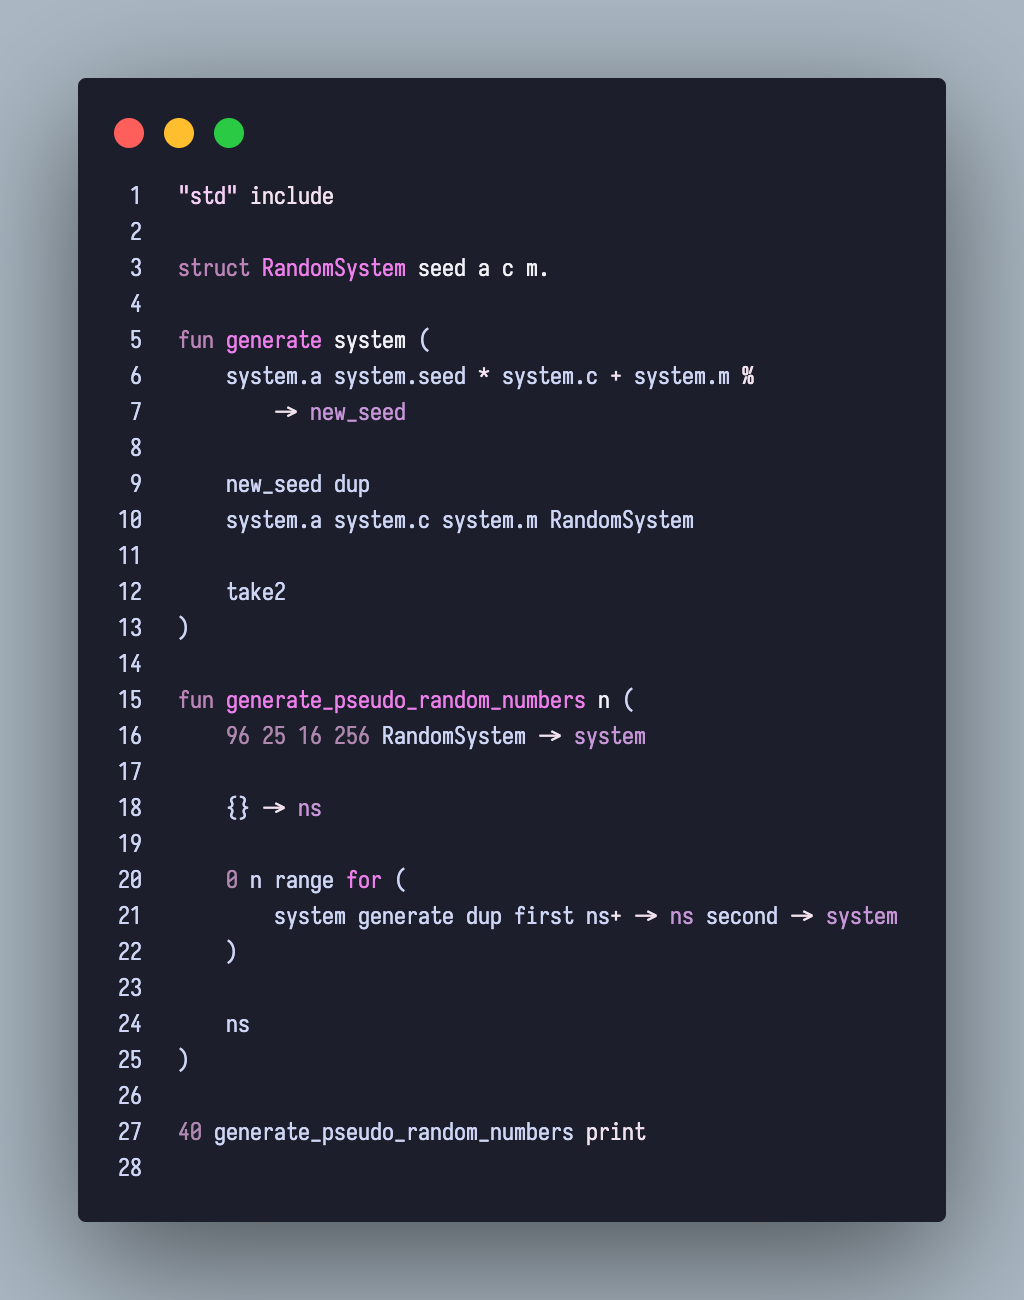 1 "std" include
2
3 struct RandomSystem seed a c m.
4
5 fun generate system (
6     system.a system.seed * system.c + system.m %
7         -> new_seed
8
9     new_seed dup
10     system.a system.c system.m RandomSystem
11
12     take2
13 )
14
15 fun generate_pseudo_random_numbers n (
16     96 25 16 256 RandomSystem -> system
17
18     {} -> ns
19
20     0 n range for (
21         system generate dup first ns+ -> ns second -> system
22     )
23
24     ns
25 )
26
27 40 generate_pseudo_random_numbers print
28